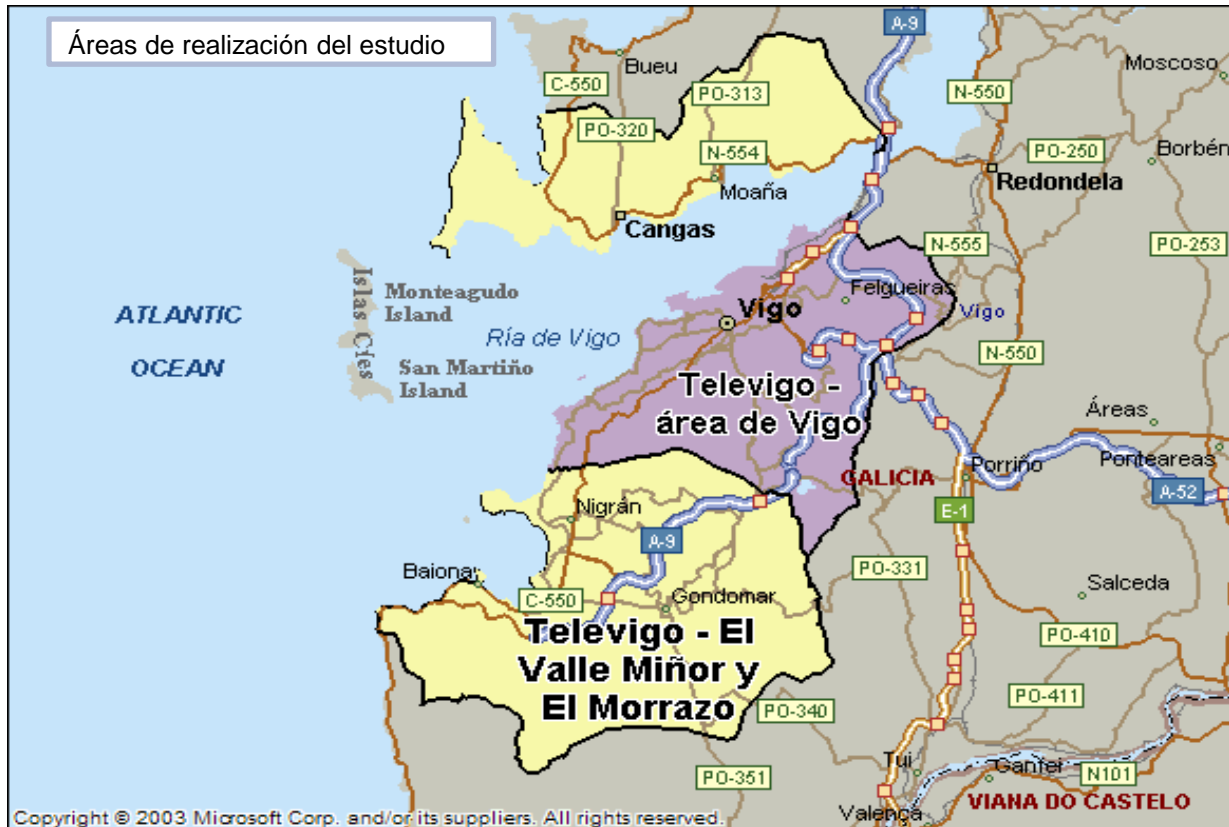 Áreas de realización del estudio
A-9
Bueu
Moscoso
C-550
PO-313
N-550
PO-320
N-554
PO-250
Borbén
Moaña
Redondela
Cangas
N-555
PO-253
Islas Cíes
Monteagudo
Island
Felgueiras
ATLANTIC
OCEAN
Ría de Vigo
Vigo
Vigo
San Martiño
Island
N-550
Televigo -
área de Vigo
Áreas
GALICIA
Porriño
Ponteareas
A-52
Nigrán
E-1
A-9
Baiona
PO-331
Salceda
C-550
Gondomar
Televigo - El
Valle Miñor y
El Morrazo
PO-410
PO-411
PO-340
Tui
Ganfei
N101
PO-351
VIANA DO CASTELO
Valença
Copyright © 2003 Microsoft Corp. and/or its suppliers. All rights reserved.